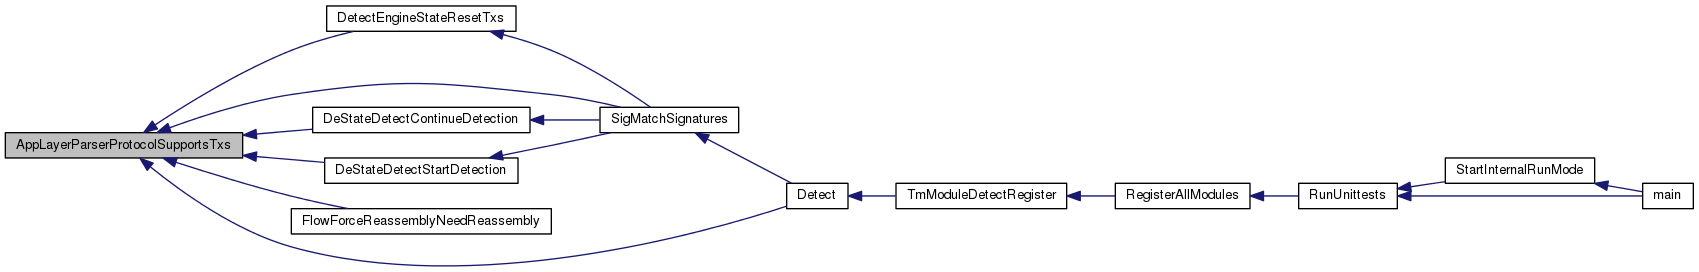 DetectEngineStateResetTxs
DeStateDetectContinueDetection
SigMatchSignatures
AppLayerParserProtocolSupportsTxs
DeStateDetectStartDetection
StartInternalRunMode
Detect
TmModuleDetectRegister
RegisterAllModules
RunUnittests
main
FlowForceReassemblyNeedReassembly